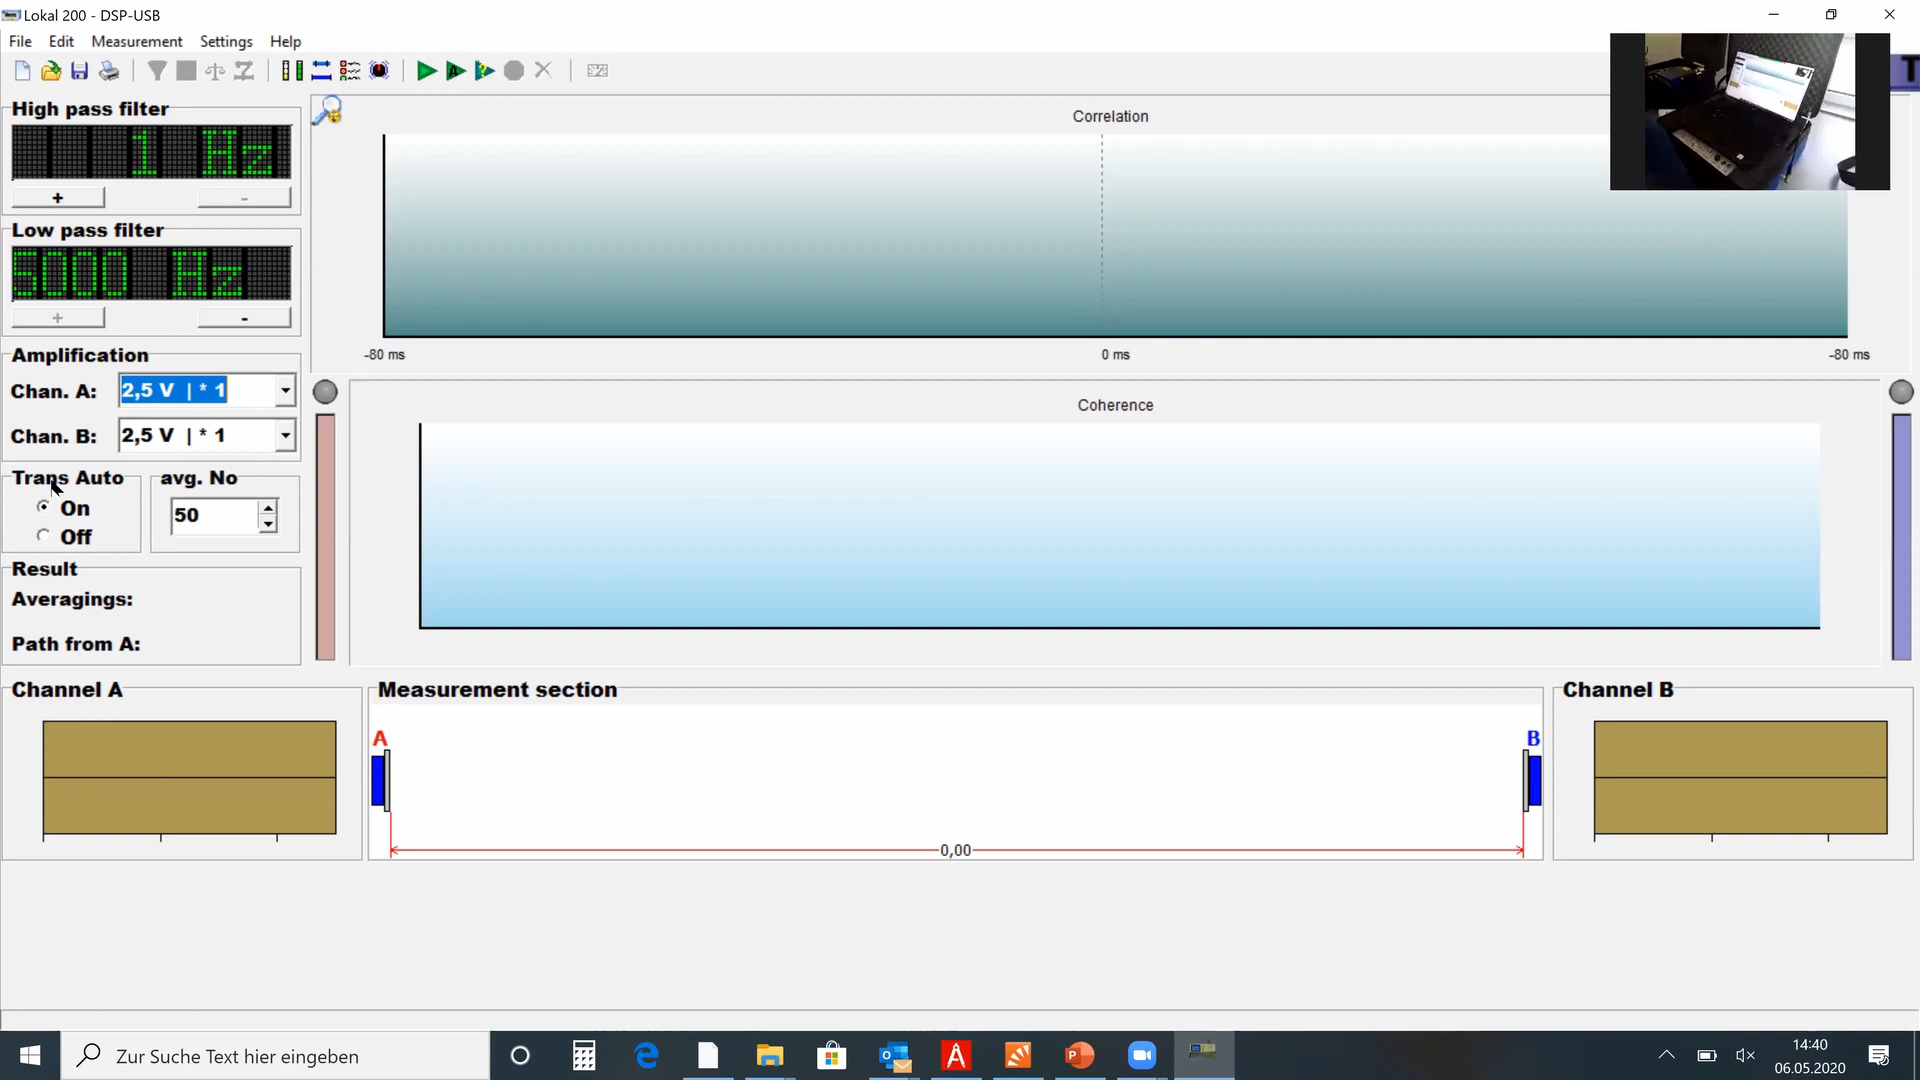 Lokal 200 - DSP-USB
File Edit Measurement Settings Help
T
High pass filter
1 Hz
+ -
Low pass filter
5000 Hz
+ -
Amplification
Chan. A: 2,5 V | * 1
Chan. B: 2,5 V | * 1
Trans Auto
On
Off
avg. No
50
Result
Averagings:
Path from A:
Correlation
-80 ms 0 ms -80 ms
Coherence
Channel A
Measurement section
A B
0,00
Channel B
Zur Suche Text hier eingeben
14:40
06.05.2020